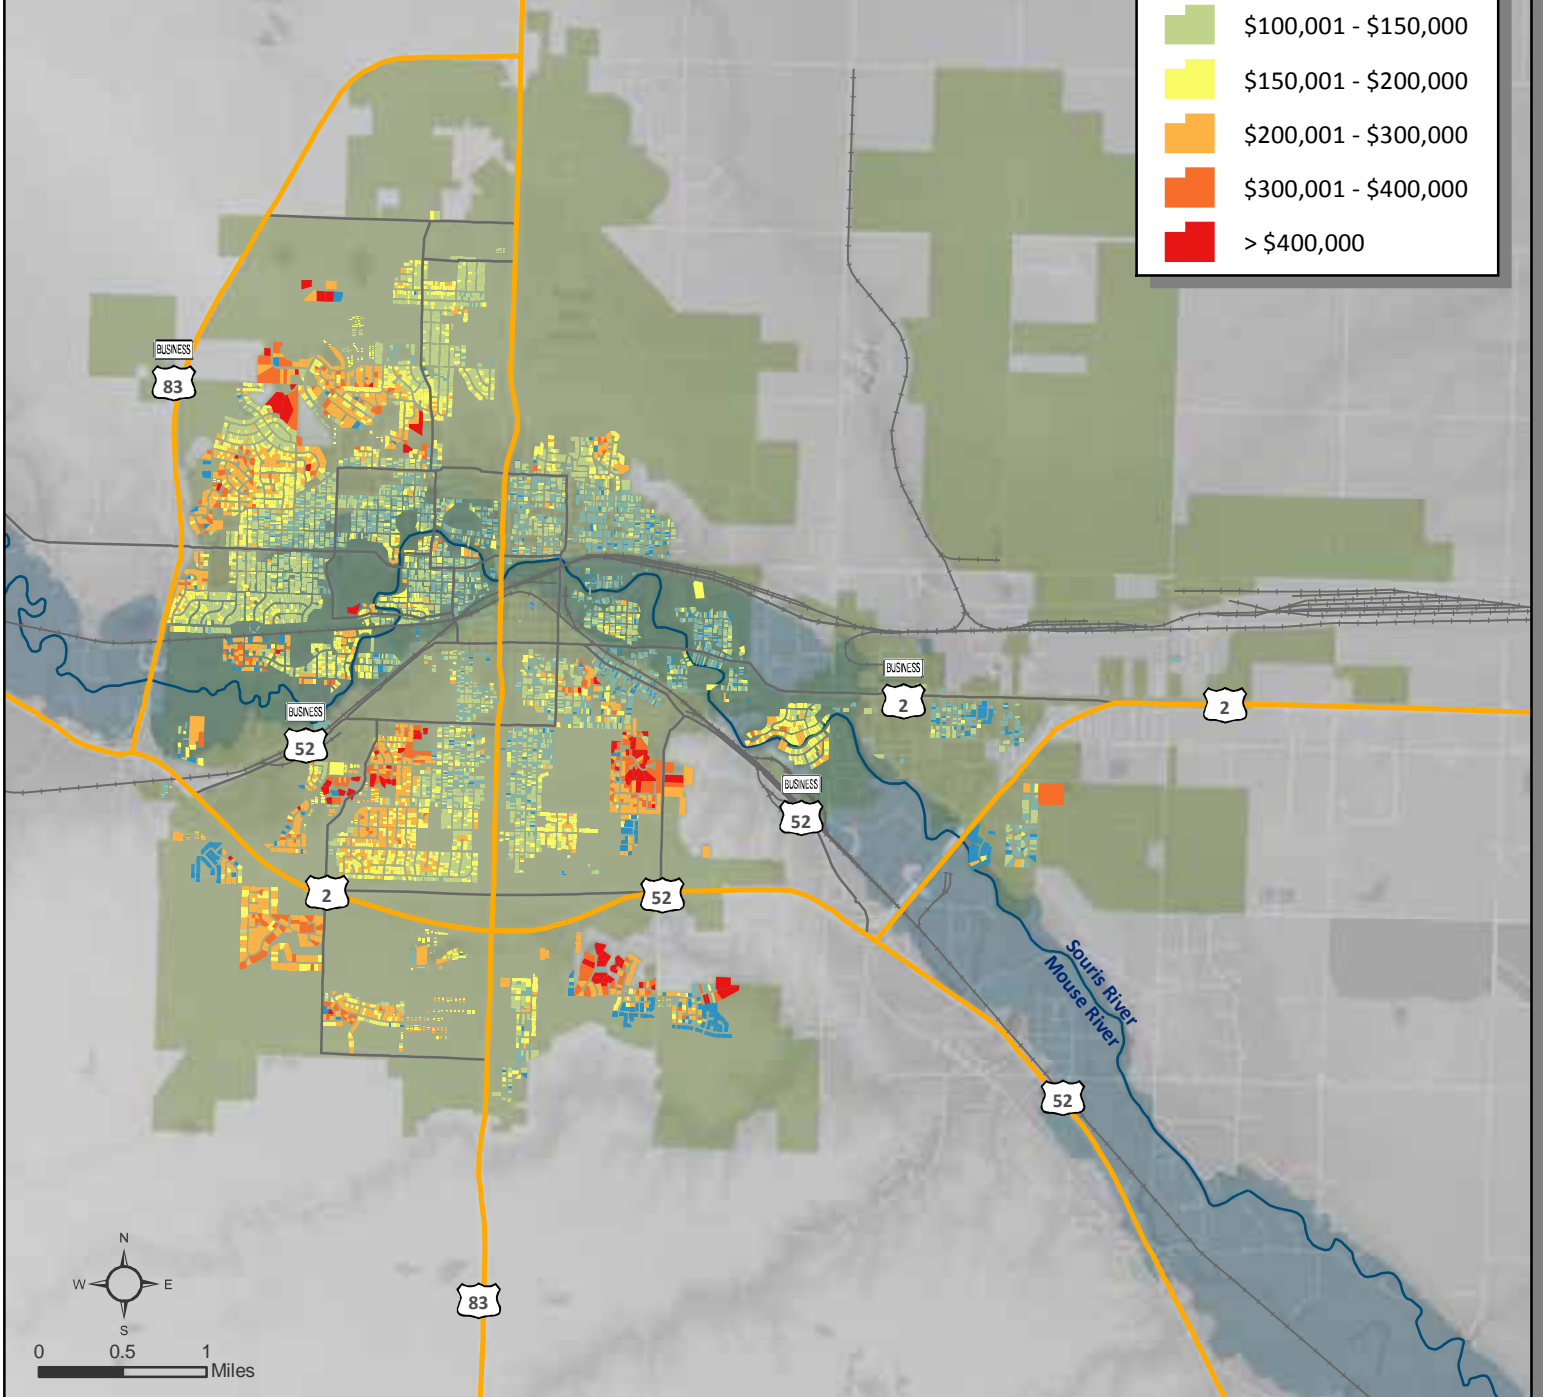 $100,001 - $150,000
$150,001 - $200,000
$200,001 - $300,000
$300,001 - $400,000
> $400,000
BUSINESS
83
BUSINESS
2
2
BUSINESS
52
BUSINESS
52
2
52
Souris River
Mouse River
52
83
N
W E
S
0 0.5 1
Miles